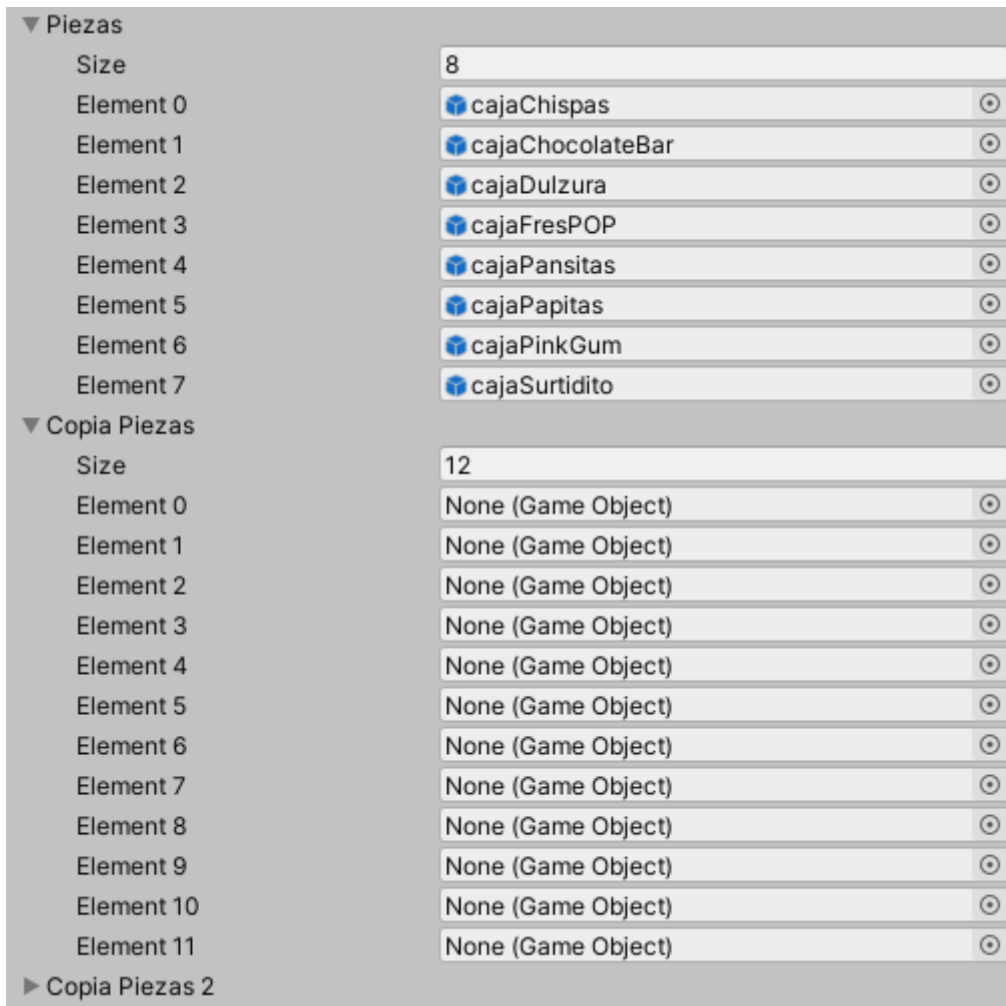 Piezas
Size 8
Element 0 cajaChispas
Element 1 cajaChocolateBar
Element 2 cajaDulzura
Element 3 cajaFresPOP
Element 4 cajaPansitas
Element 5 cajaPapitas
Element 6 cajaPinkGum
Element 7 cajaSurtidito
Copia Piezas
Size 12
Element 0 None (Game Object)
Element 1 None (Game Object)
Element 2 None (Game Object)
Element 3 None (Game Object)
Element 4 None (Game Object)
Element 5 None (Game Object)
Element 6 None (Game Object)
Element 7 None (Game Object)
Element 8 None (Game Object)
Element 9 None (Game Object)
Element 10 None (Game Object)
Element 11 None (Game Object)
Copia Piezas 2